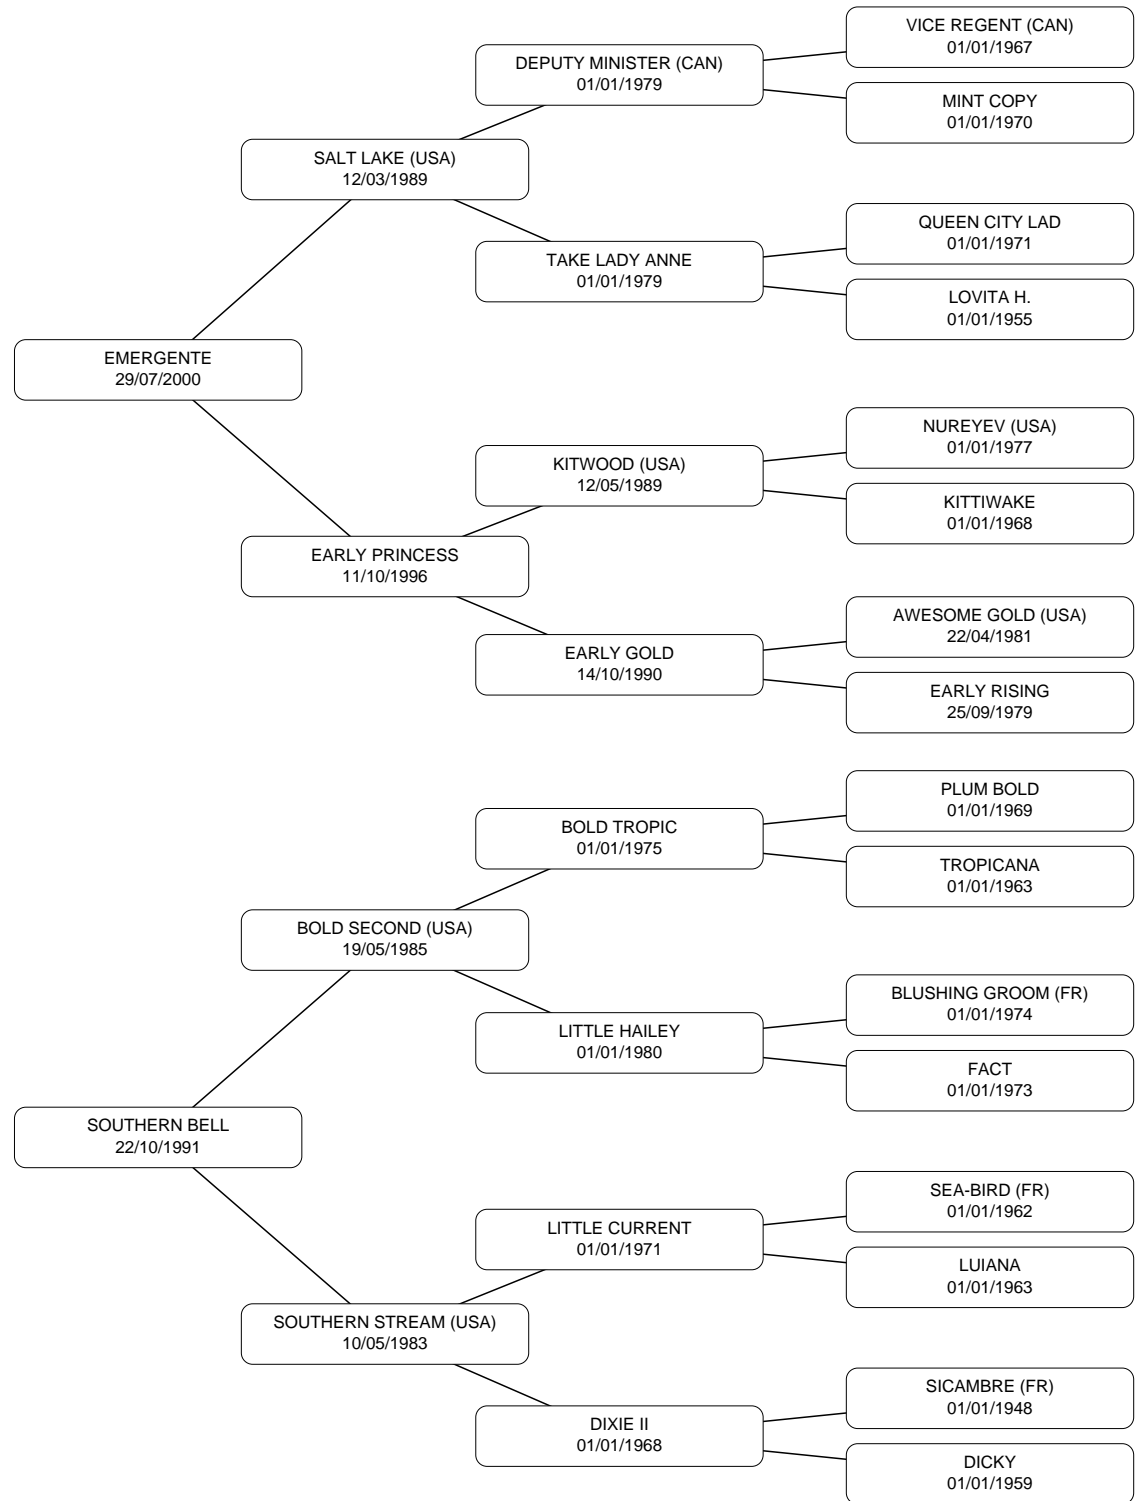 VICE REGENT (CAN)
01/01/1967
DEPUTY MINISTER (CAN)
01/01/1979
MINT COPY
01/01/1970
SALT LAKE (USA)
12/03/1989
QUEEN CITY LAD
01/01/1971
TAKE LADY ANNE
01/01/1979
LOVITA H.
01/01/1955
EMERGENTE
29/07/2000
NUREYEV (USA)
01/01/1977
KITWOOD (USA)
12/05/1989
KITTIWAKE
01/01/1968
EARLY PRINCESS
11/10/1996
AWESOME GOLD (USA)
22/04/1981
EARLY GOLD
14/10/1990
EARLY RISING
25/09/1979
PLUM BOLD
01/01/1969
BOLD TROPIC
01/01/1975
TROPICANA
01/01/1963
BOLD SECOND (USA)
19/05/1985
BLUSHING GROOM (FR)
01/01/1974
LITTLE HAILEY
01/01/1980
FACT
01/01/1973
SOUTHERN BELL
22/10/1991
SEA-BIRD (FR)
01/01/1962
LITTLE CURRENT
01/01/1971
LUIANA
01/01/1963
SOUTHERN STREAM (USA)
10/05/1983
SICAMBRE (FR)
01/01/1948
DIXIE II
01/01/1968
DICKY
01/01/1959